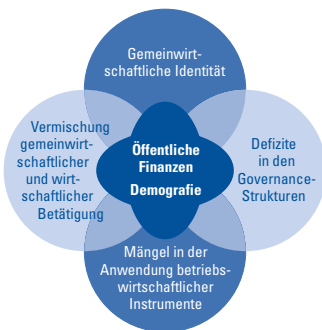 Gemeinwirt-
schaftliche Identität
Vermischung
gemeinwirt-
schaftlicher
und wirt-
schaftlicher
Betätigung
Öffentliche
Finanzen
Demografie
Defizite
in den
Governance-
Strukturen
Mängel in der
Anwendung betriebs-
wirtschaftlicher
Instrumente